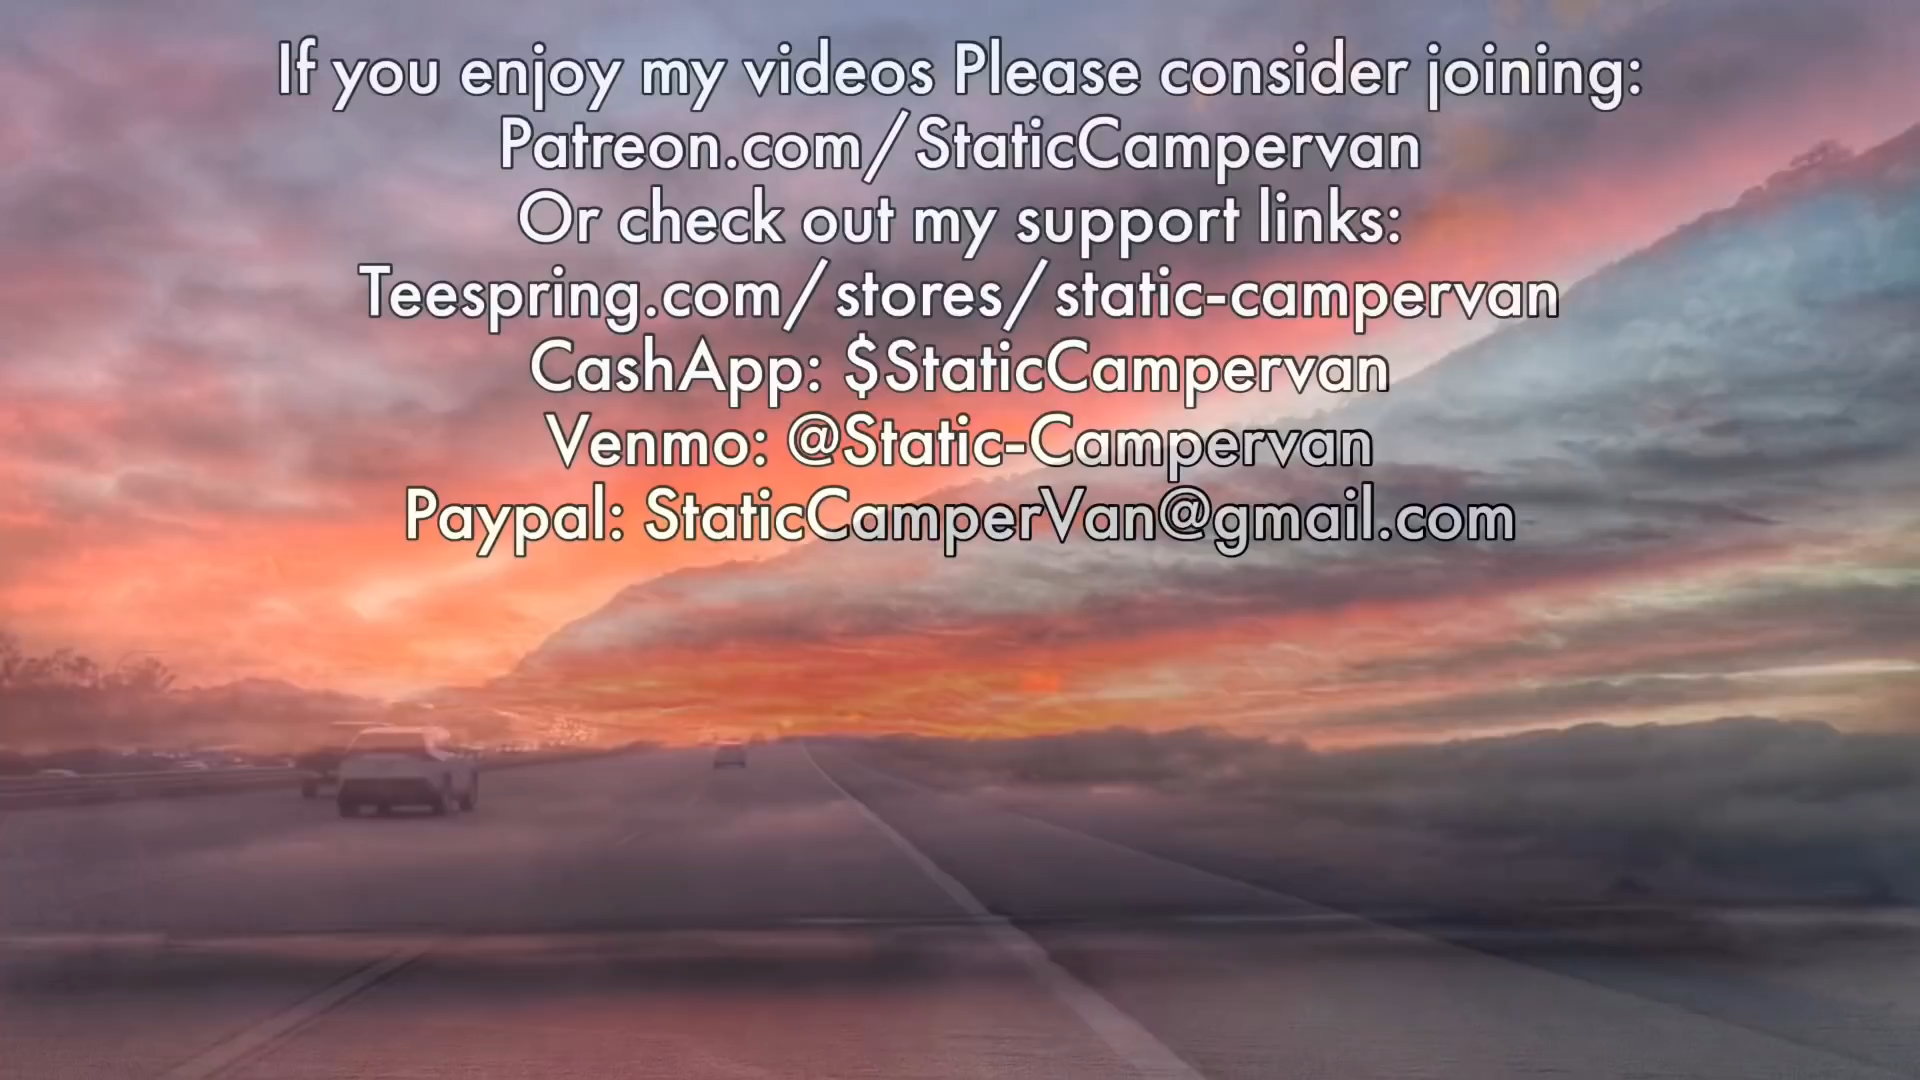 If you enjoy my videos Please consider joining:
Patreon.com/StaticCampervan
Or check out my support links:
Teespring.com/stores/static-campervan
CashApp: $StaticCampervan
Venmo: @Static-Campervan
Paypal: StaticCamperVan@gmail.com